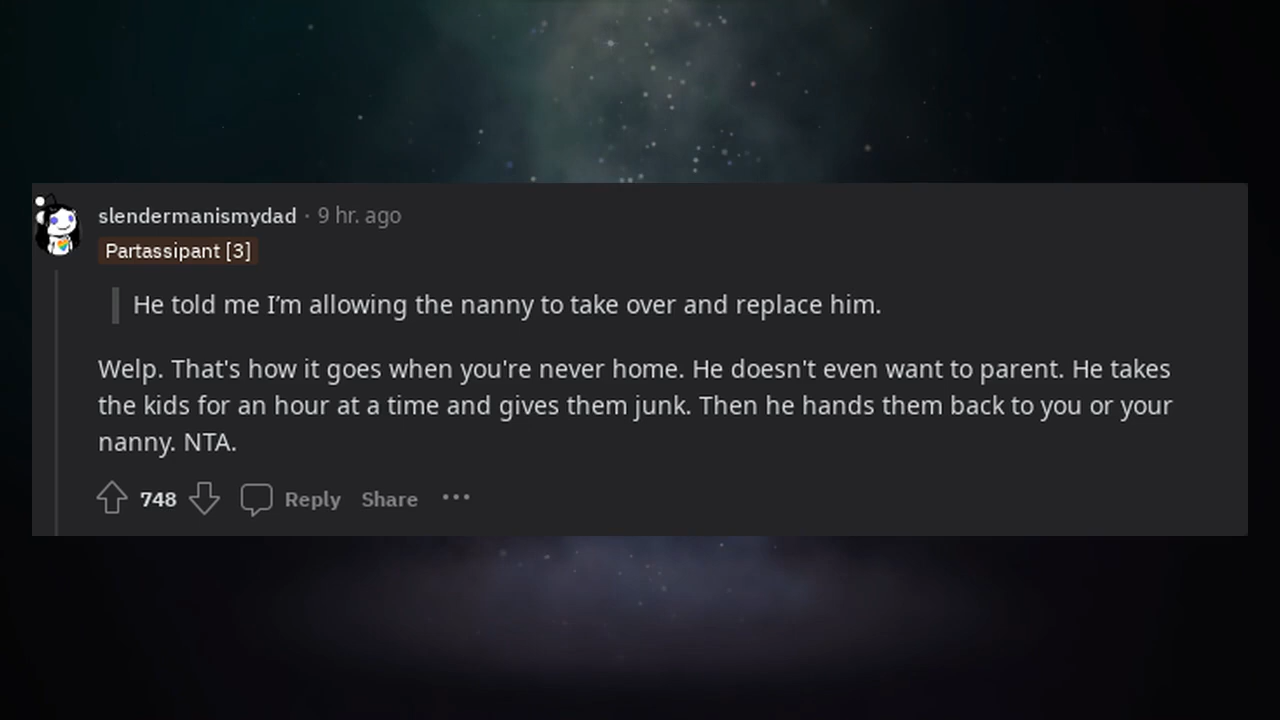 slendermanismydad · 9 hr. ago
Partassipant [3]
He told me I’m allowing the nanny to take over and replace him.
Welp. That's how it goes when you're never home. He doesn't even want to parent. He takes
the kids for an hour at a time and gives them junk. Then he hands them back to you or your
nanny. NTA.
748 Reply Share ···